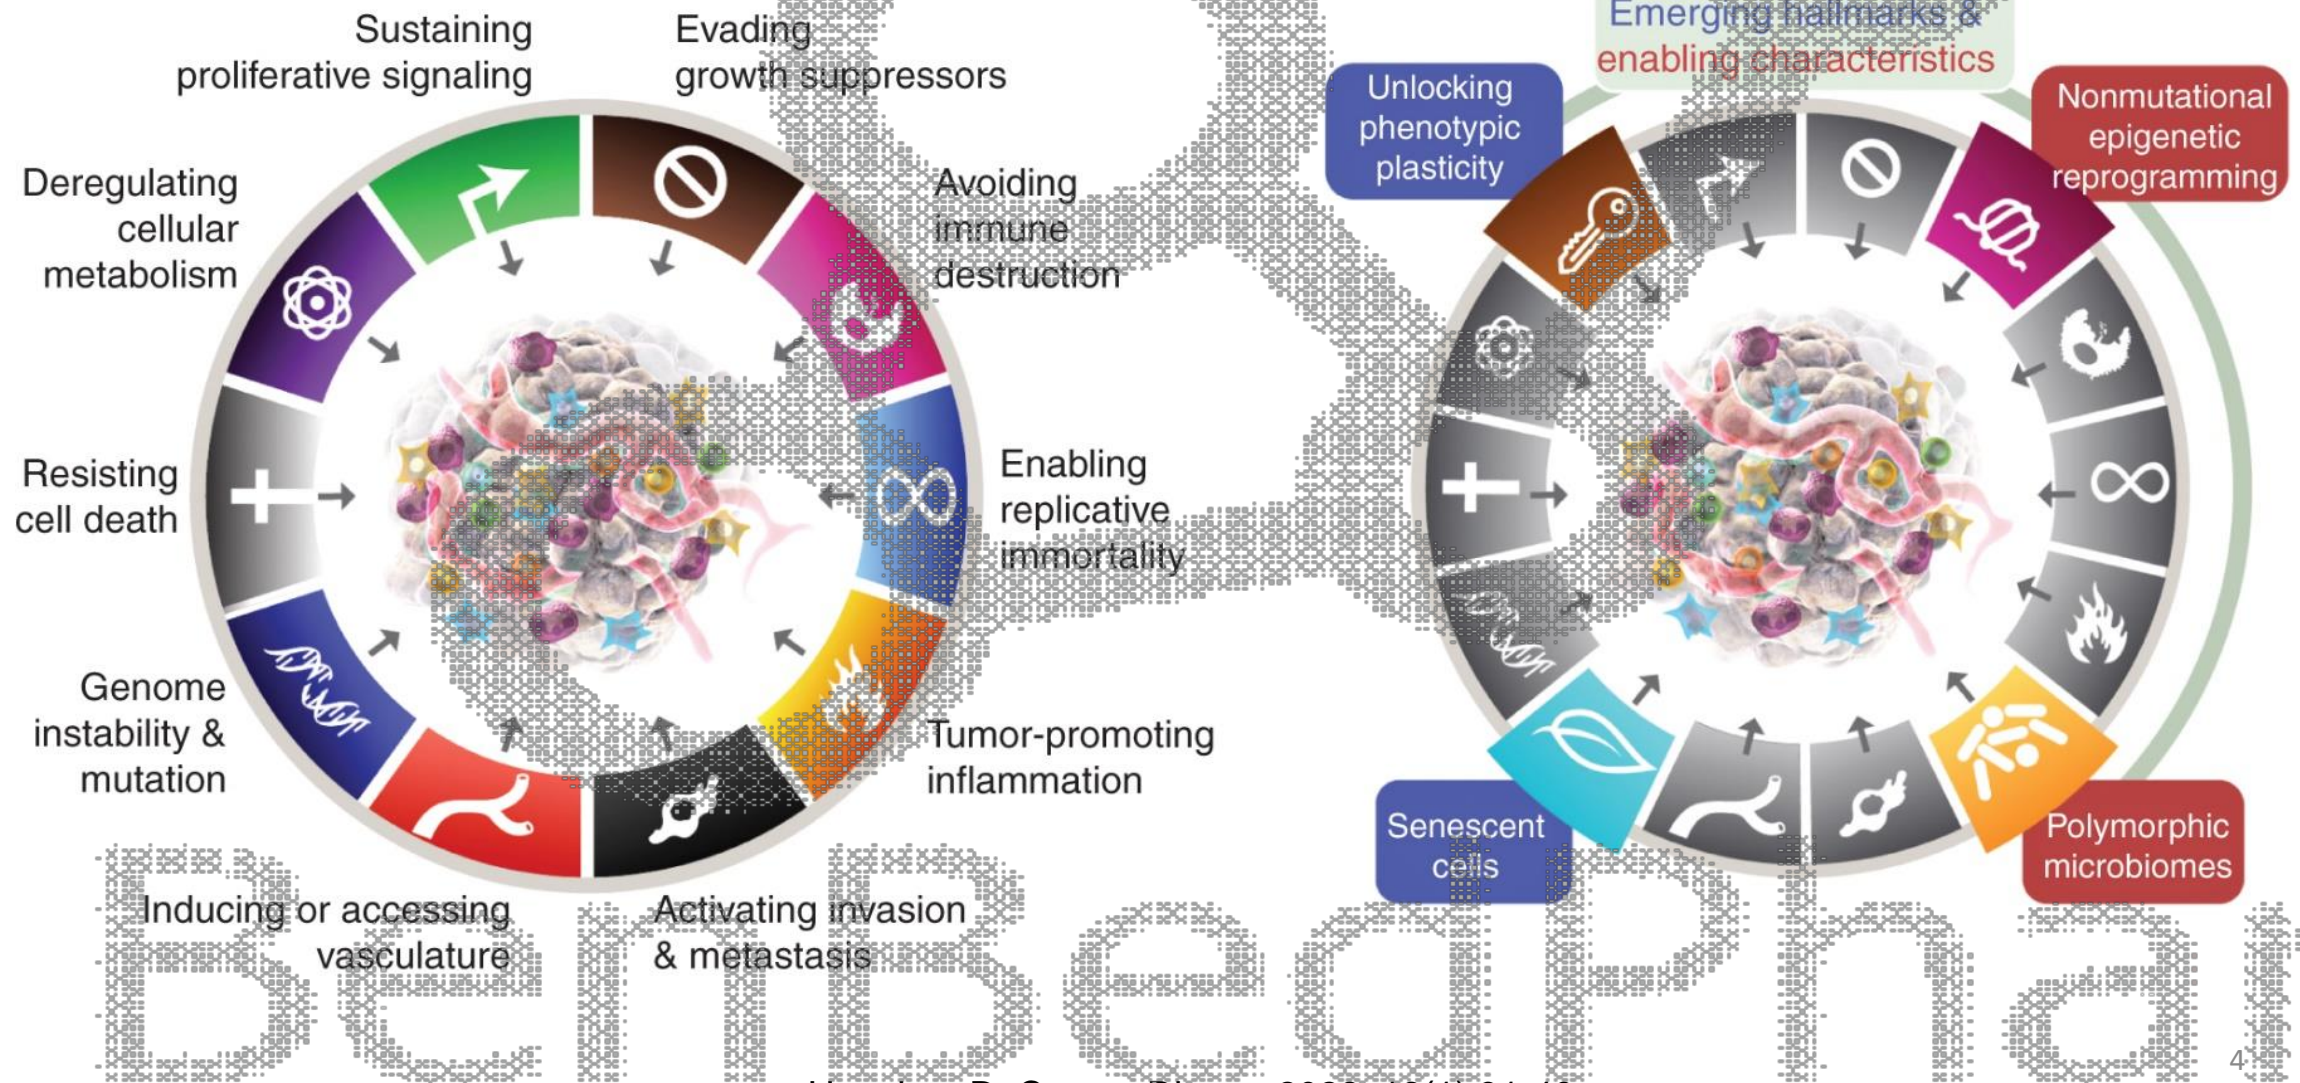 Sustaining
proliferative signaling
Evading
growth suppressors
Deregulating
cellular
metabolism
Avoiding
immune
destruction
Resisting
cell death
Enabling
replicative
immortality
Genome
instability &
mutation
Tumor-promoting
inflammation
Inducing or accessing
vasculature
Activating invasion
& metastasis
Emerging hallmarks &
enabling characteristics
Unlocking
phenotypic
plasticity
Nonmutational
epigenetic
reprogramming
Senescent
cells
Polymorphic
microbiomes
4